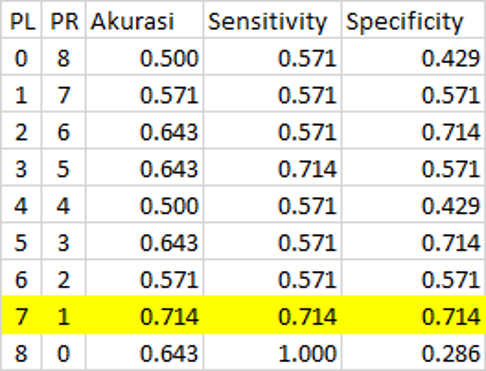 PL PR Akurasi Sensitivity Specificity
0 8 0.500 0.571 0.429
1 7 0.571 0.571 0.571
2 6 0.643 0.571 0.714
3 5 0.643 0.714 0.571
4 4 0.500 0.571 0.429
5 3 0.643 0.571 0.714
6 2 0.571 0.571 0.571
7 1 0.714 0.714 0.714
8 0 0.643 1.000 0.286